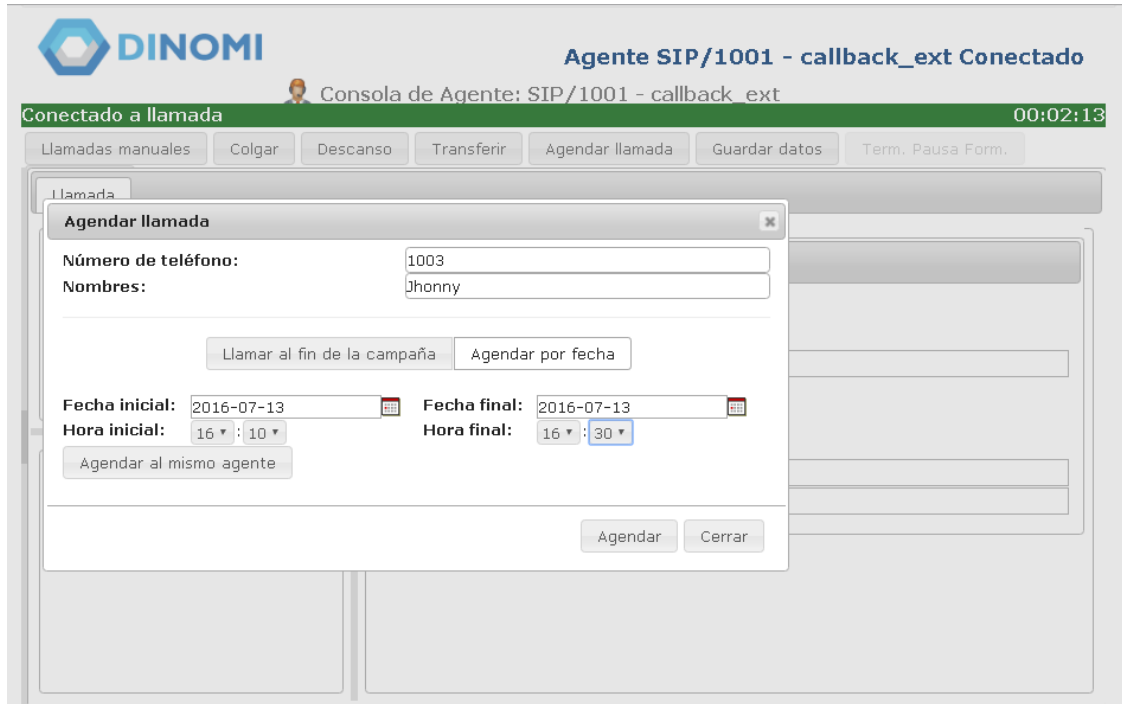 DINOMI
Agente SIP/1001 - callback_ext Conectado
Consola de Agente: SIP/1001 - callback_ext
Conectado a llamada 00:02:13
Llamadas manuales Colgar Descanso Transferir Agendar llamada Guardar datos Term. Pausa Form.
Llamada
Agendar llamada
Número de teléfono: 1003
Nombres: Jhonny
Llamar al fin de la campaña Agendar por fecha
Fecha inicial: 2016-07-13 Fecha final: 2016-07-13
Hora inicial: 16 : 10 Hora final: 16 : 30
Agendar al mismo agente
Agendar Cerrar